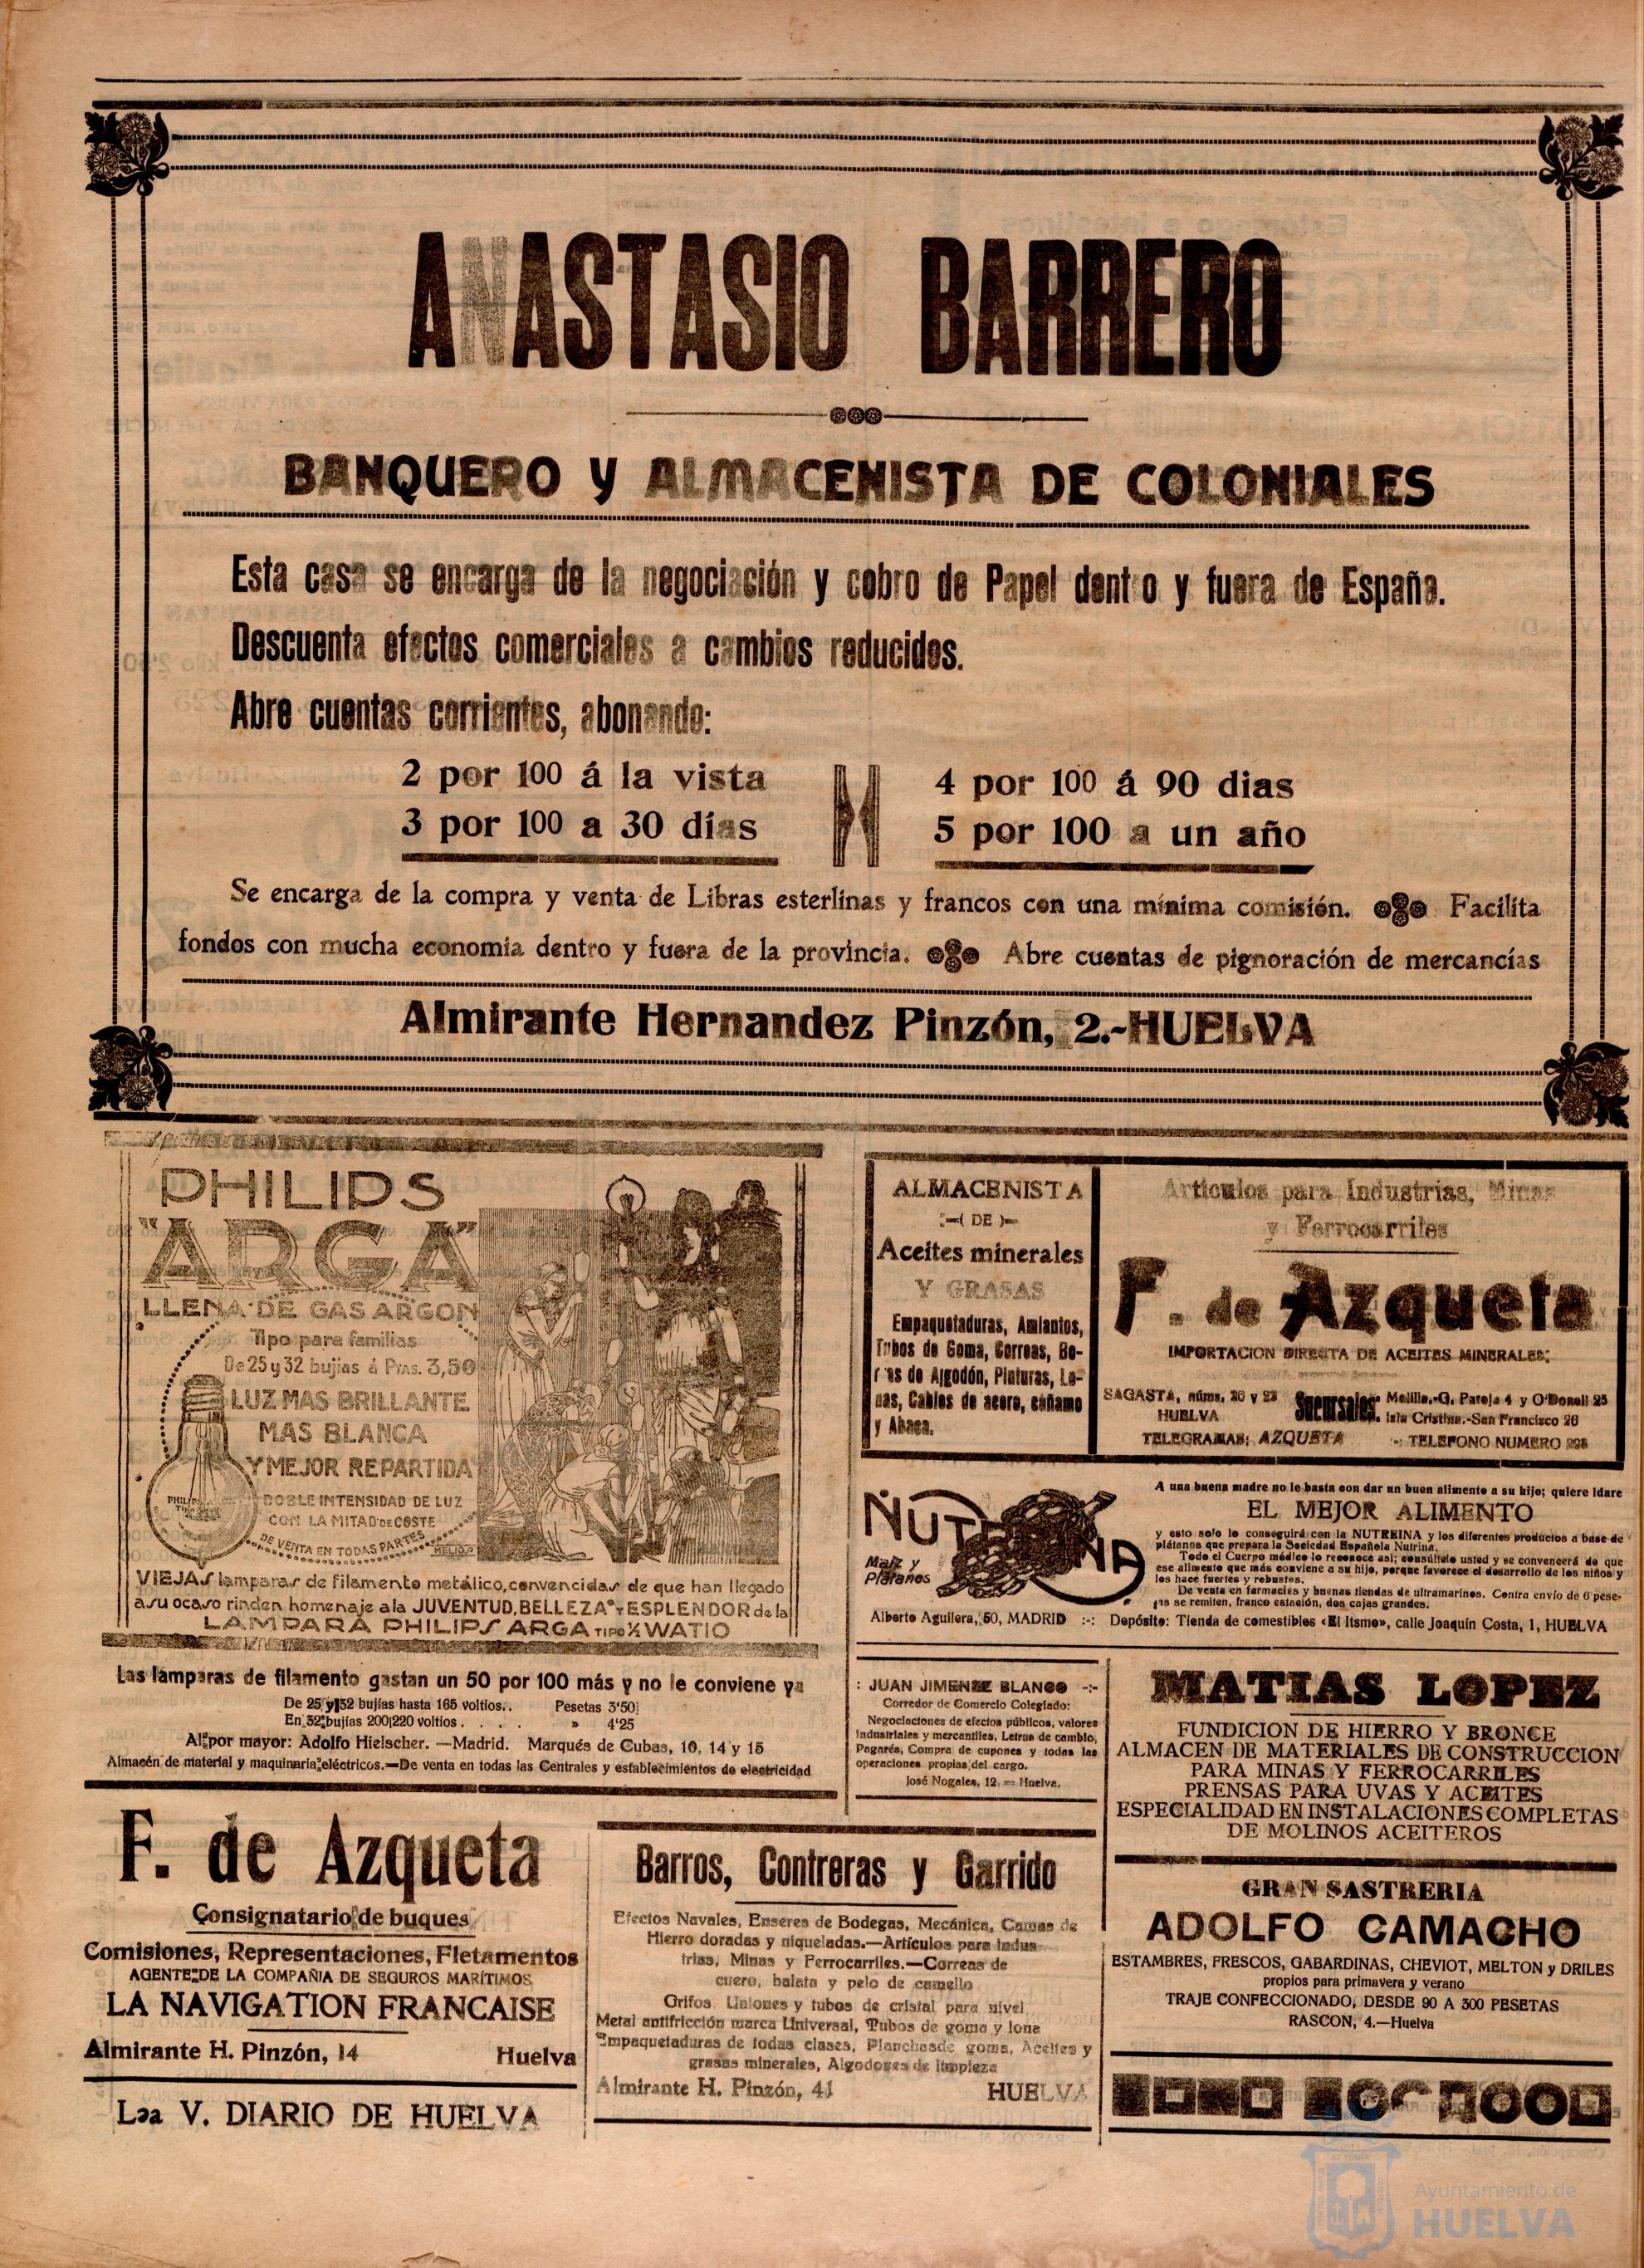 ANASTASIO BARRERO
BANQUERO Y ALMACENISTA DE COLONIALES
Esta casa se encarga de la negociación y cobro de Papel dentro y fuera de España.
Descuenta efectos comerciales a cambios reducidos.
Abre cuentas corrientes, abonando:
2 por 100 á la vista
3 por 100 a 30 días
4 por 100 á 90 dias
5 por 100 a un año
Se encarga de la compra y venta de Libras esterlinas y francos con una mínima comisión. Facilita
fondos con mucha economía dentro y fuera de la provincia. Abre cuentas de pignoración de mercancías
Almirante Hernandez Pinzón, 2.-HUELVA
PHILIPS
"ARGA"
LLENA DE GAS ARGON
Tipo para familias
De 25 y 32 bujías á Ptas. 3,50
LUZ MAS BRILLANTE
MAS BLANCA
Y MEJOR REPARTIDA
DOBLE INTENSIDAD DE LUZ
CON LA MITAD DE COSTE
DE VENTA EN TODAS PARTES
HELIOS
VIEJAS lamparas de filamento metálico, convencidas de que han llegado
a su ocaso rinden homenaje a la JUVENTUD, BELLEZA Y ESPLENDOR de la
LAMPARA PHILIPS ARGA TIPO ½ WATIO
Las lámparas de filamento gastan un 50 por 100 más y no le conviene ya
De 25 y 32 bujías hasta 165 voltios.. Pesetas 3'50
En 32 bujías 200|220 voltios . . . . » 4'25
Al por mayor: Adolfo Hielscher. —Madrid. Marqués de Cubas, 10, 14 y 15
Almacén de material y maquinaria eléctricos.—De venta en todas las Centrales y establecimientos de electricidad
ALMACENISTA
:—( DE )—
Aceites minerales
Y GRASAS
Empaquetaduras, Amiantos,
Tubos de Goma, Correas, Bo-
rras de Algodón, Pinturas, Lo-
nas, Cables de acero, cáñamo
y Abaca.
Artículos para Industrias, Minas
y Ferrocarriles
F. de Azqueta
IMPORTACION DIRECTA DE ACEITES MINERALES:
SAGASTA, núms. 20 y 22
HUELVA
Sucursales:
Melilla.-G. Pareja 4 y O'Donell 25
Isla Cristina.-San Francisco 26
TELEGRAMAS: AZQUETA -: TELEFONO NUMERO
NUTREINA
Maiz y
Plátanos
A una buena madre no le basta con dar un buen alimento a su hijo; quiere ldare
EL MEJOR ALIMENTO
y esto solo lo conseguirá con la NUTREINA y los diferentes productos a base de
plátanos que prepara la Sociedad Española Nutrina.
Todo el Cuerpo médico lo reconoce así; consúltelo usted y se convencerá de que
ese alimento que más conviene a su hijo, porque favorece el desarrollo de los niños y
los hace fuertes y robustos.
De venta en farmacies y buenas tiendas de ultramarinos. Contra envío de 6 pese-
tas se remiten, franco estación, dos cajas grandes.
Alberto Aguilera, 50, MADRID :-: Depósito: Tienda de comestibles «El Itsmo», calle Joaquín Costa, 1, HUELVA
: JUAN JIMENEZ BLANCO -:-
Corredor de Comercio Colegiado:
Negociaciones de efectos públicos, valores
industriales y mercantiles, Letras de cambio,
Pagarés, Compra de cupones y todas las
operaciones propias del cargo.
José Nogales, 12 — Huelva.
MATIAS LOPEZ
FUNDICION DE HIERRO Y BRONCE
ALMACEN DE MATERIALES DE CONSTRUCCION
PARA MINAS Y FERROCARRILES
PRENSAS PARA UVAS Y ACEITES
ESPECIALIDAD EN INSTALACIONES COMPLETAS
DE MOLINOS ACEITEROS
F. de Azqueta
Consignatario de buques
Comisiones, Representaciones, Fletamentos
AGENTE DE LA COMPAÑIA DE SEGUROS MARÍTIMOS
LA NAVIGATION FRANCAISE
Almirante H. Pinzón, 14 Huelva
Laa V. DIARIO DE HUELVA
Barros, Contreras y Garrido
Efectos Navales, Enseres de Bodegas, Mecánica, Camas de
Hierro doradas y niqueladas.—Artículos para Indus
trias, Minas y Ferrocarriles.—Correas de
cuero, balata y pelo de camello
Grifos, Uniones y tubos de cristal para nivel
Metal antifricción marca Universal, Tubos de goma y lona
Empaquetaduras de todas clases, Planchasde goma, Aceites y
grasas minerales, Algodones de limpieza
Almirante H. Pinzón, 41 HUELVA
GRAN SASTRERIA
ADOLFO CAMACHO
ESTAMBRES, FRESCOS, GABARDINAS, CHEVIOT, MELTON y DRILES
propios para primavera y verano
TRAJE CONFECCIONADO, DESDE 90 A 300 PESETAS
RASCON, 4.—Huelva
Ayuntamiento de
HUELVA